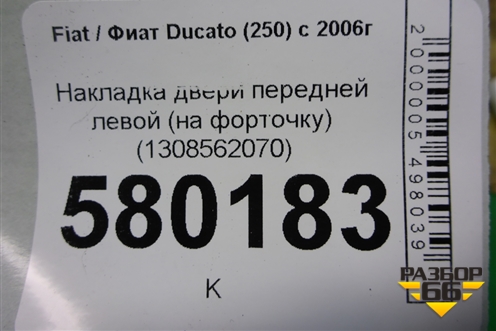 Fiat / Фиат Ducato (250) с 2006г
Накладка двери передней
левой (на форточку)
(1308562070)
580183
К
2000005498039
РАЗБОР
66